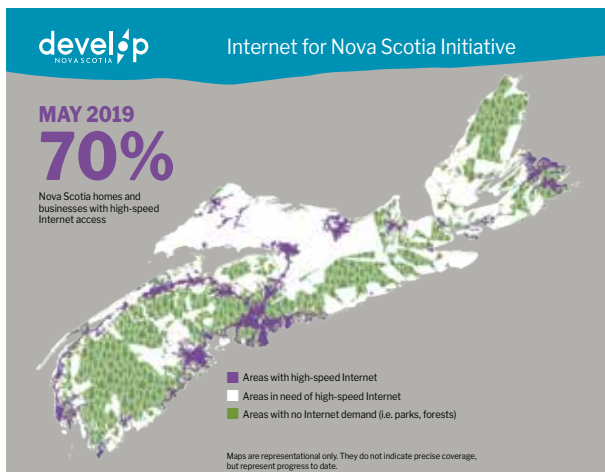 develop
NOVA SCOTIA
Internet for Nova Scotia Initiative
MAY 2019
70%
Nova Scotia homes and
businesses with high-speed
Internet access
Areas with high-speed Internet
Areas in need of high-speed Internet
Areas with no Internet demand (i.e. parks, forests)
Maps are representational only. They do not indicate precise coverage,
but represent progress to date.